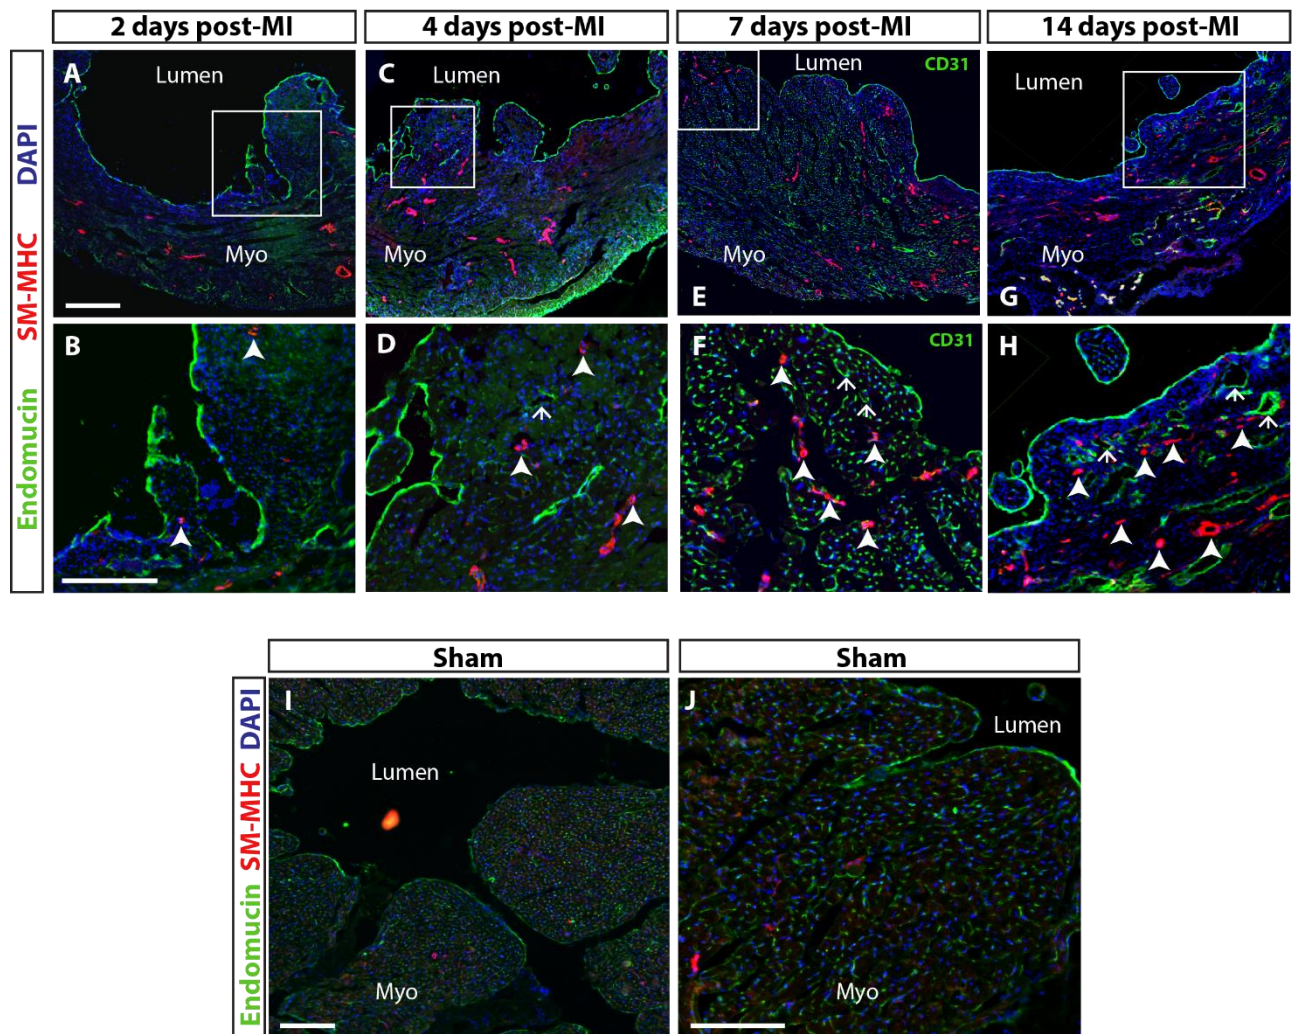 2 days post-MI
4 days post-MI
7 days post-MI
14 days post-MI
Endomucin SM-MHC DAPI
A
Lumen
Myo
C
Lumen
Myo
Lumen
CD31
Myo
E
Lumen
Myo
G
B
D
F
CD31
H
Sham
Sham
Endomucin SM-MHC DAPI
I
Lumen
Myo
J
Lumen
Myo